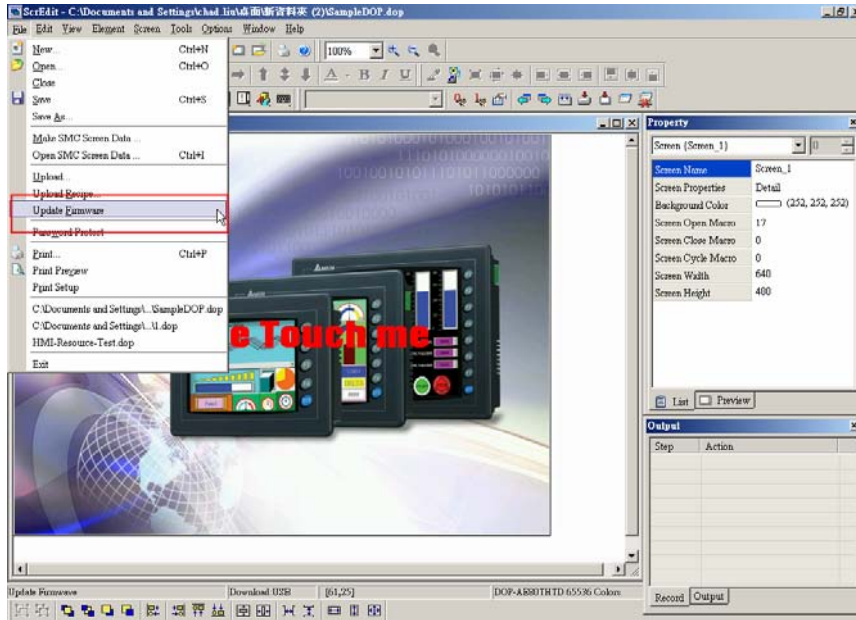 ScrEdit - C:\Documents and Settings\chad.liu\桌面\新資料夾 (2)\SampleDOP.dop
File Edit View Element Screen Tools Options Window Help
New... Ctrl+N
Open... Ctrl+O
Close
Save Ctrl+S
Save As...
Make SMC Screen Data ...
Open SMC Screen Data ... Ctrl+I
Upload...
Upload Recipe...
Update Firmware
Password Protect
Print... Ctrl+P
Print Preview
Print Setup
C:\Documents and Settings\...\SampleDOP.dop
C:\Documents and Settings\...\1.dop
HMI-Resource-Test.dop
Exit
100%
A B I U
e Touch me
Property
Screen {Screen_1} 0
Screen Name Screen_1
Screen Properties Detail
Background Color (252, 252, 252)
Screen Open Macro 17
Screen Close Macro 0
Screen Cycle Macro 0
Screen Width 640
Screen Height 480
List Preview
Output
Step Action
Record Output
Update Firmware Download USB [61,25] DOP-AE80THTD 65536 Colors